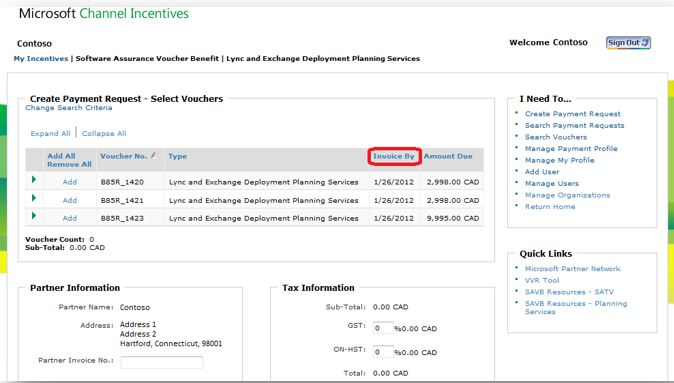 Microsoft Channel Incentives
Contoso
Welcome Contoso
Sign Out
My Incentives | Software Assurance Voucher Benefit | Lync and Exchange Deployment Planning Services
Create Payment Request - Select Vouchers
Change Search Criteria
Expand All | Collapse All
Add All Remove All Voucher No. Type Invoice By Amount Due
Add B85R_1420 Lync and Exchange Deployment Planning Services 1/26/2012 2,998.00 CAD
Add B85R_1421 Lync and Exchange Deployment Planning Services 1/26/2012 2,998.00 CAD
Add B85R_1423 Lync and Exchange Deployment Planning Services 1/26/2012 9,995.00 CAD
Voucher Count: 0
Sub-Total: 0.00 CAD
I Need To...
Create Payment Request
Search Payment Requests
Search Vouchers
Manage Payment Profile
Manage My Profile
Add User
Manage Users
Manage Organizations
Return Home
Quick Links
Microsoft Partner Network
VVR Tool
SAVB Resources - SATV
SAVB Resources - Planning
Services
Partner Information
Partner Name: Contoso
Address: Address 1
Address 2
Hartford, Connecticut, 98001
Partner Invoice No.:
Tax Information
Sub-Total: 0.00 CAD
GST: 0 %0.00 CAD
ON-HST: 0 %0.00 CAD
Total: 0.00 CAD